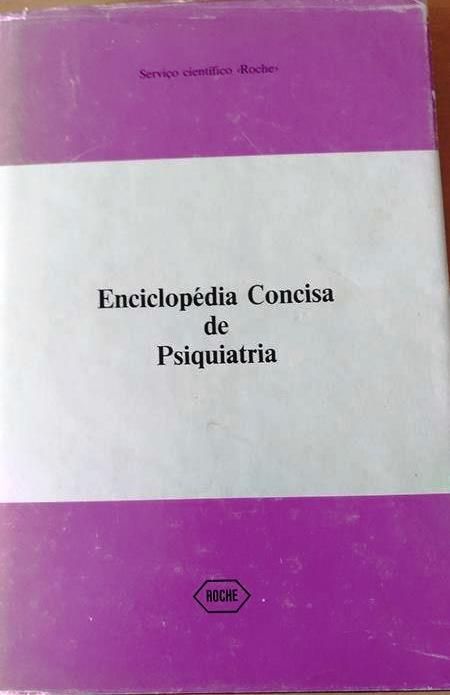 Serviço científico ‹Roche›
Enciclopédia Concisa
de
Psiquiatria
ROCHE